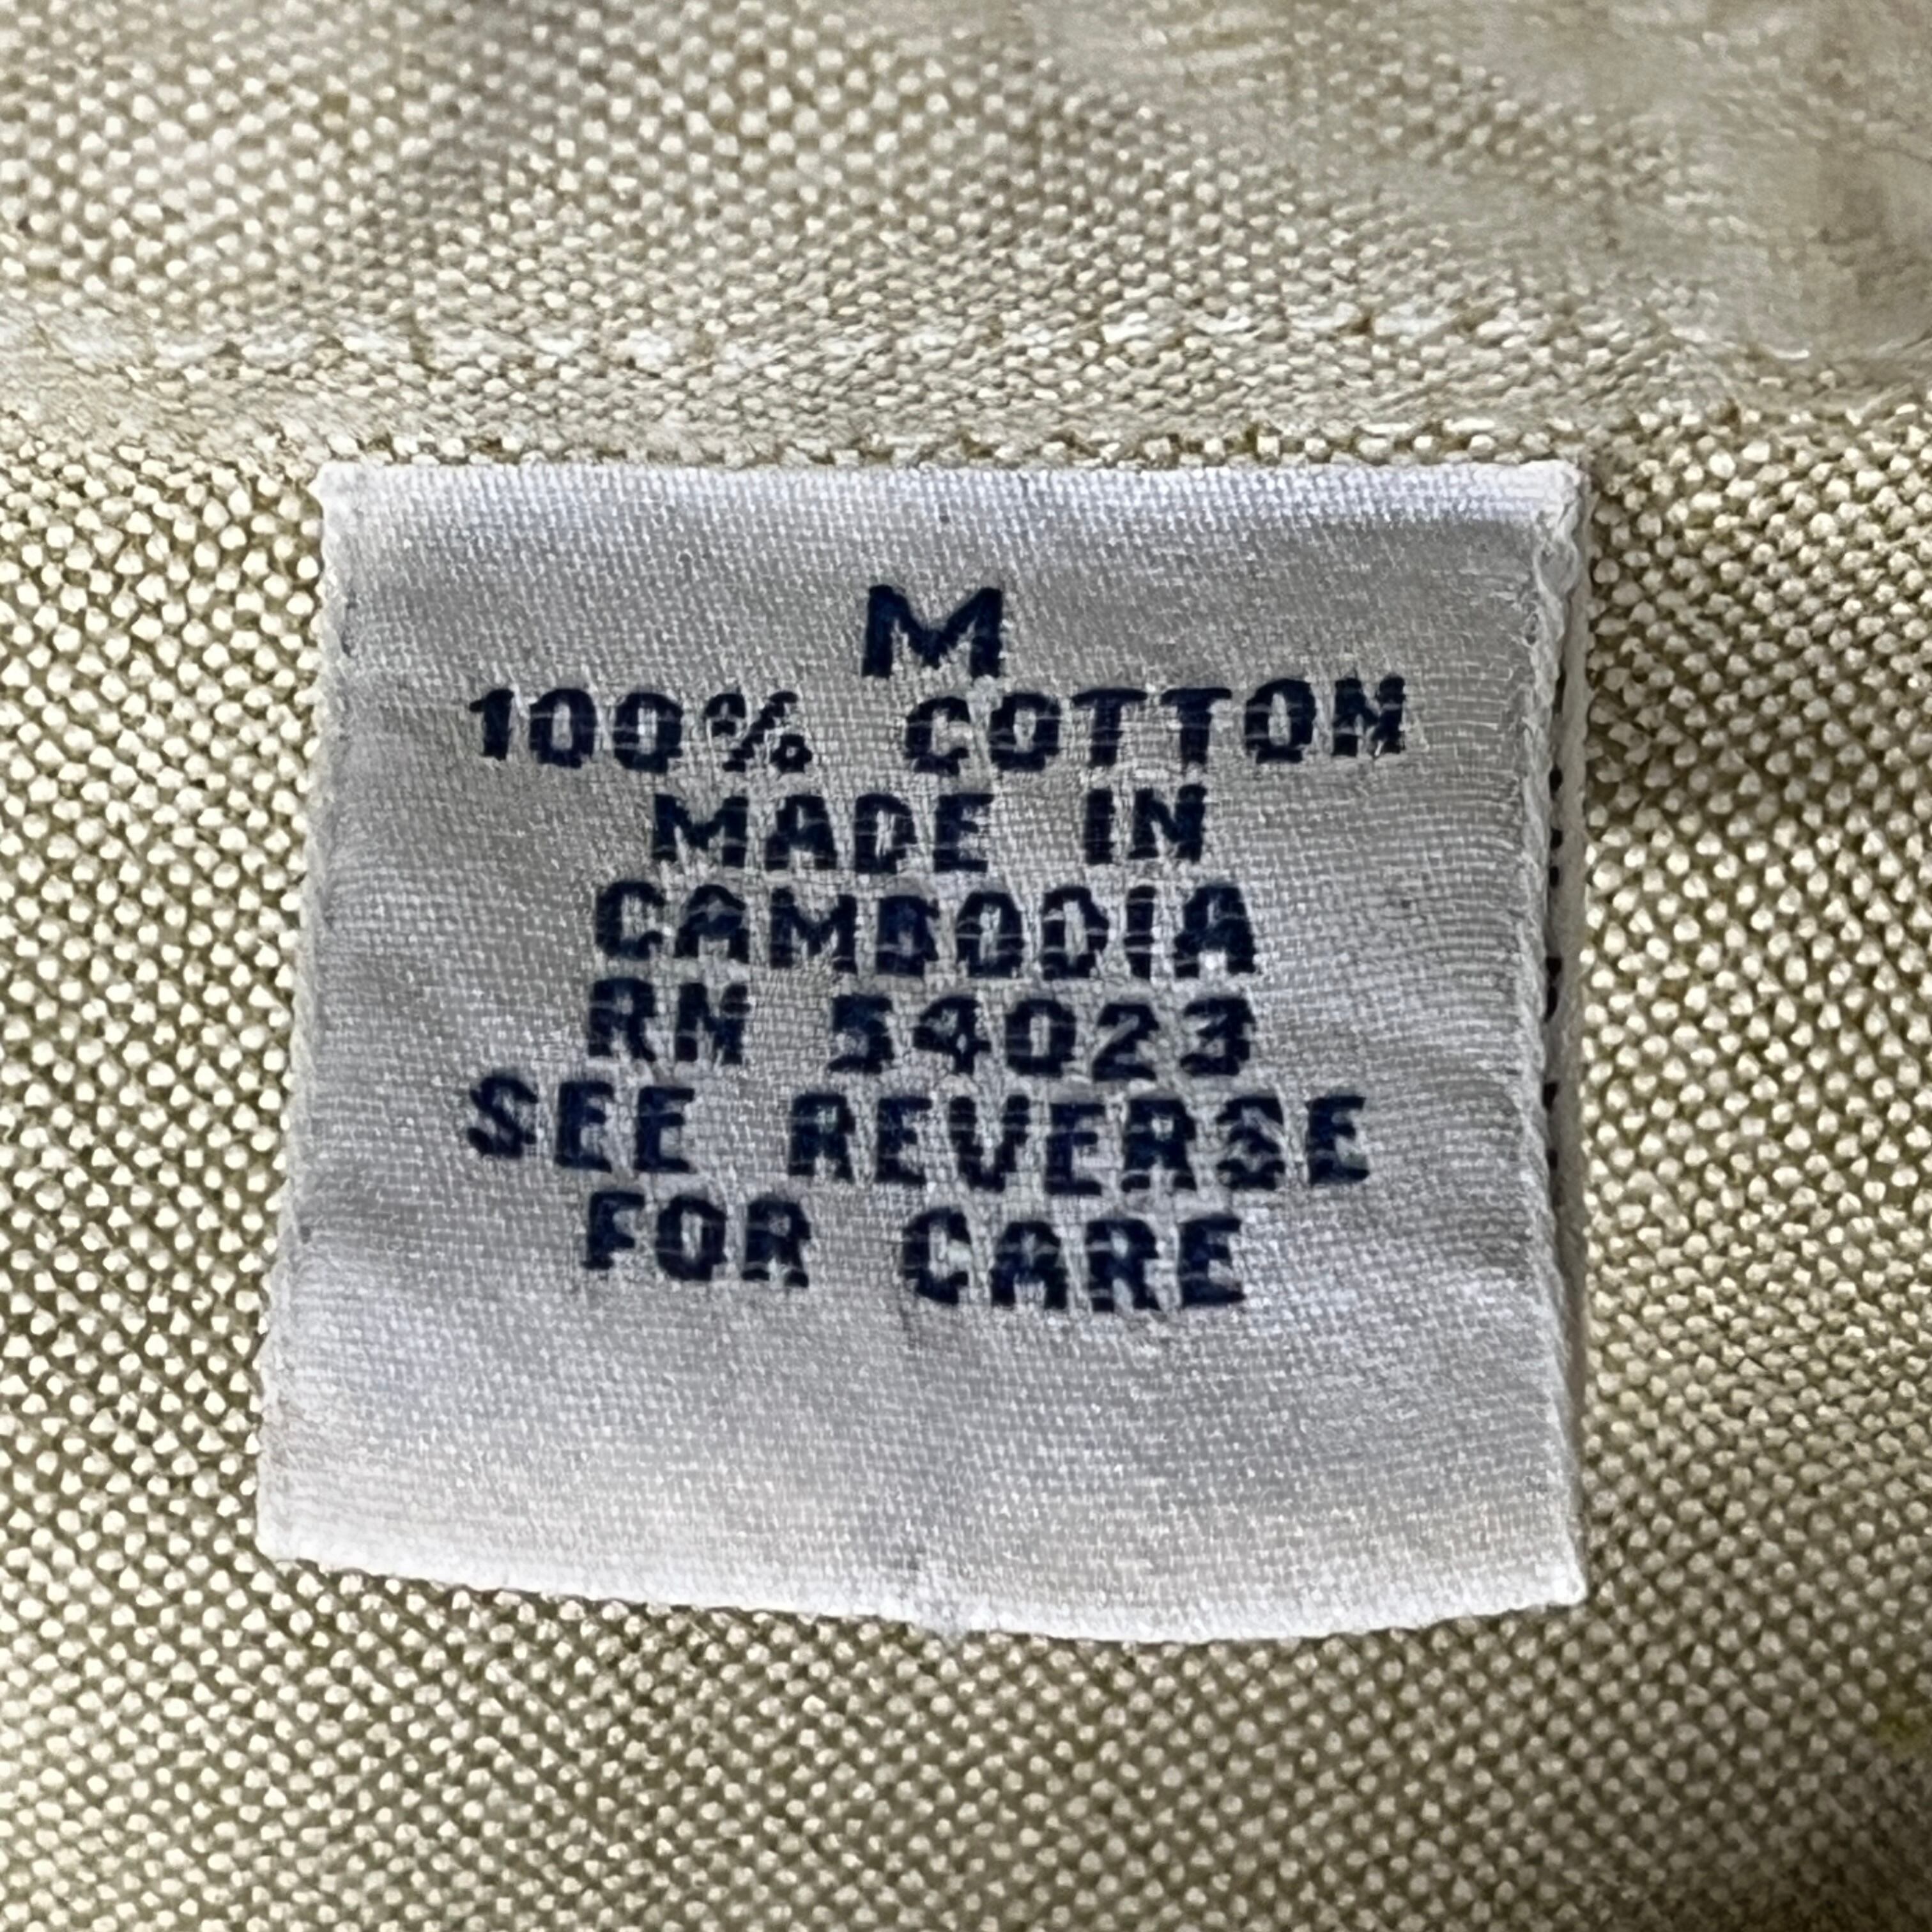 M
100% COTTON
MADE IN
CAMBODIA
RN 54023
SEE REVERSE
FOR CARE